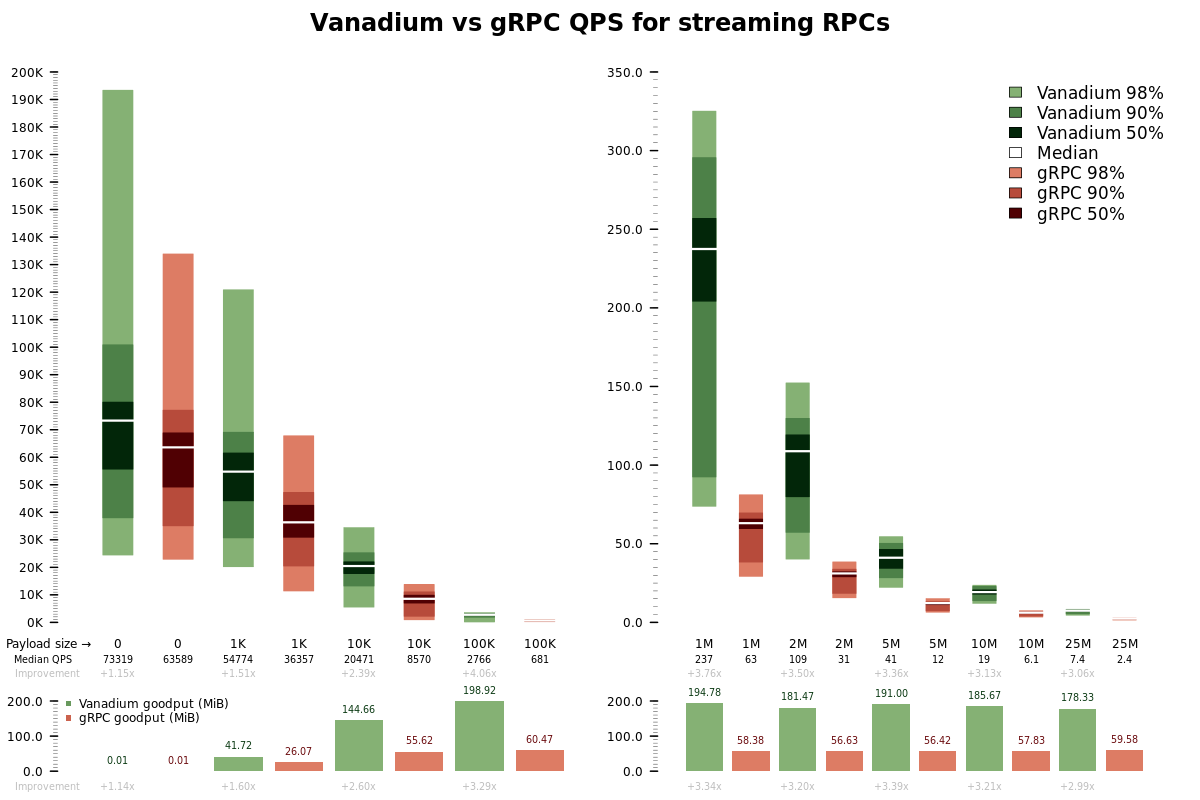 Vanadium vs gRPC QPS for streaming RPCs
200K
190K
180K
170K
160K
150K
140K
130K
120K
110K
100K
90K
80K
70K
60K
50K
40K
30K
20K
10K
0K
350.0
300.0
250.0
200.0
150.0
100.0
50.0
0.0
Vanadium 98%
Vanadium 90%
Vanadium 50%
Median
gRPC 98%
gRPC 90%
gRPC 50%
Payload size → 0 0 1K 1K 10K 10K 100K 100K 1M 1M 2M 2M 5M 5M 10M 10M 25M 25M
Median QPS 73319 63589 54774 36357 20471 8570 2766 681 237 63 109 31 41 12 19 6.1 7.4 2.4
Improvement +1.15x +1.51x +2.39x +4.06x +3.76x +3.50x +3.36x +3.13x +3.06x
Vanadium goodput (MiB)
gRPC goodput (MiB)
200.0
100.0
0.0
0.01 0.01 41.72 26.07 144.66 55.62 198.92 60.47
200.0
100.0
0.0
194.78 58.38 181.47 56.63 191.00 56.42 185.67 57.83 178.33 59.58
Improvement +1.14x +1.60x +2.60x +3.29x +3.34x +3.20x +3.39x +3.21x +2.99x